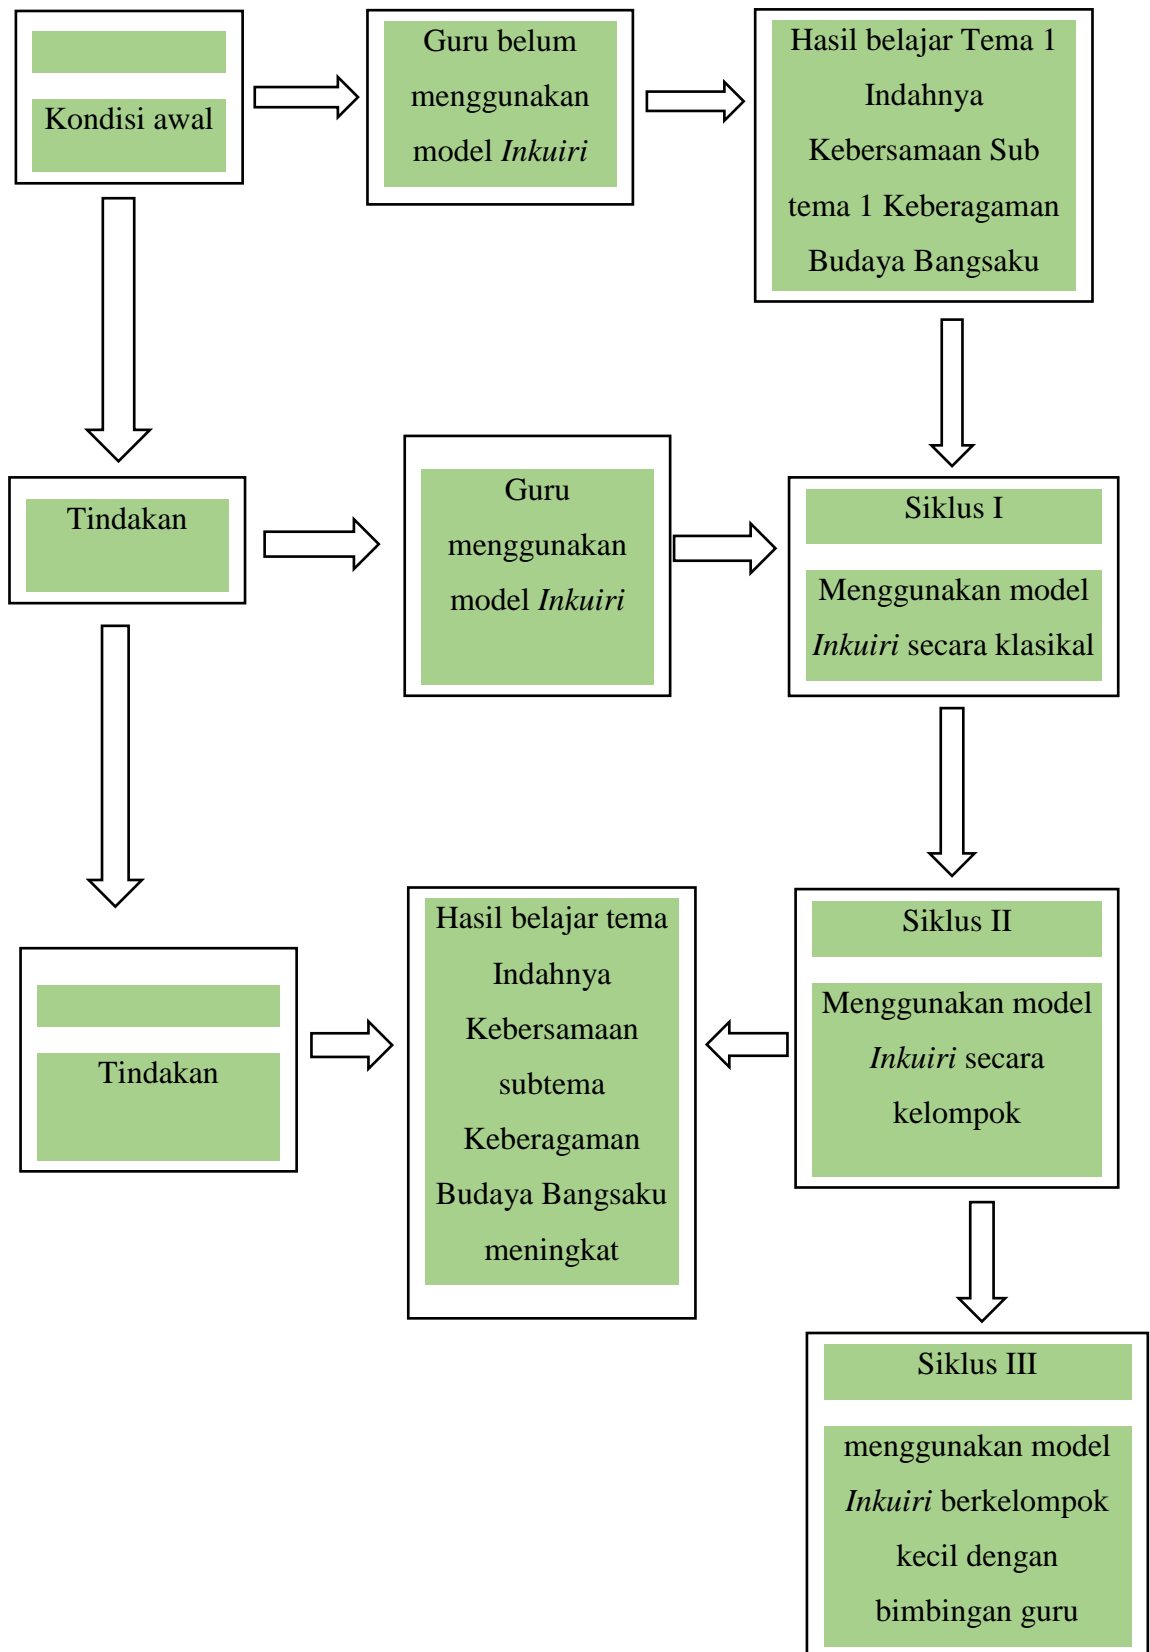 Kondisi awal
Guru belum
menggunakan
model Inkuiri
Hasil belajar Tema 1
Indahnya
Kebersamaan Sub
tema 1 Keberagaman
Budaya Bangsaku
Tindakan
Guru
menggunakan
model Inkuiri
Siklus I
Menggunakan model
Inkuiri secara klasikal
Tindakan
Hasil belajar tema
Indahnya
Kebersamaan
subtema
Keberagaman
Budaya Bangsaku
meningkat
Siklus II
Menggunakan model
Inkuiri secara
kelompok
Siklus III
menggunakan model
Inkuiri berkelompok
kecil dengan
bimbingan guru